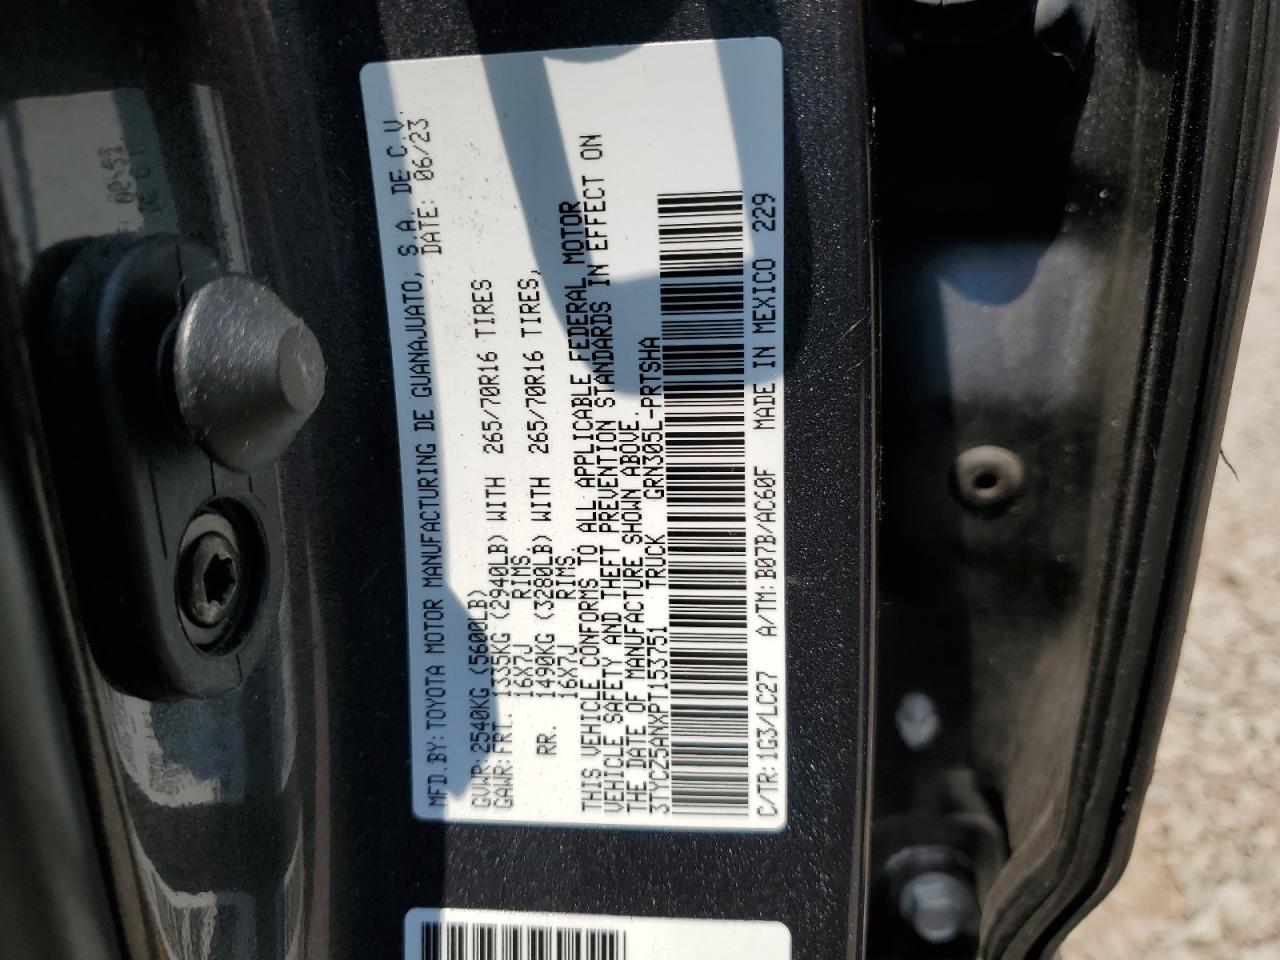 MFD.BY: TOYOTA MOTOR MANUFACTURING DE GUANAJUATO, S.A. DE C.V.
DATE: 06/23
GVWR: 2540KG (5600LB)
GAWR: FRT. 1335KG (2940LB) WITH 265/70R16 TIRES
16X7J RIMS.
RR. 1490KG (3280LB) WITH 265/70R16 TIRES,
16X7J RIMS.
THIS VEHICLE CONFORMS TO ALL APPLICABLE FEDERAL MOTOR
VEHICLE SAFETY AND THEFT PREVENTION STANDARDS IN EFFECT ON
THE DATE OF MANUFACTURE SHOWN ABOVE.
3TYCZ5ANXPT153751 TRUCK GRN305L-PRTSHA
C/TR: 1G3/LC27 A/TM: B07B/AC60F MADE IN MEXICO 229